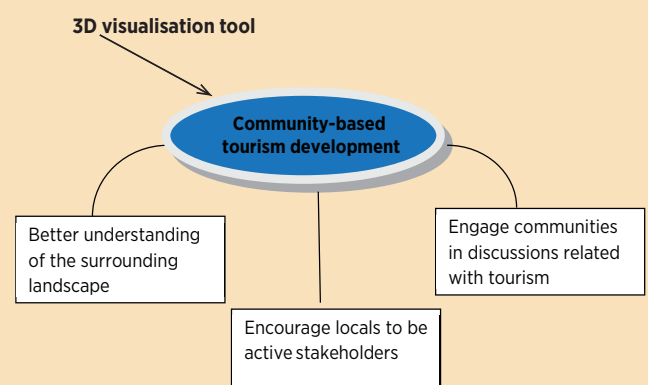 3D visualisation tool
Community-based
tourism development
Better understanding
of the surrounding
landscape
Encourage locals to be
active stakeholders
Engage communities
in discussions related
with tourism